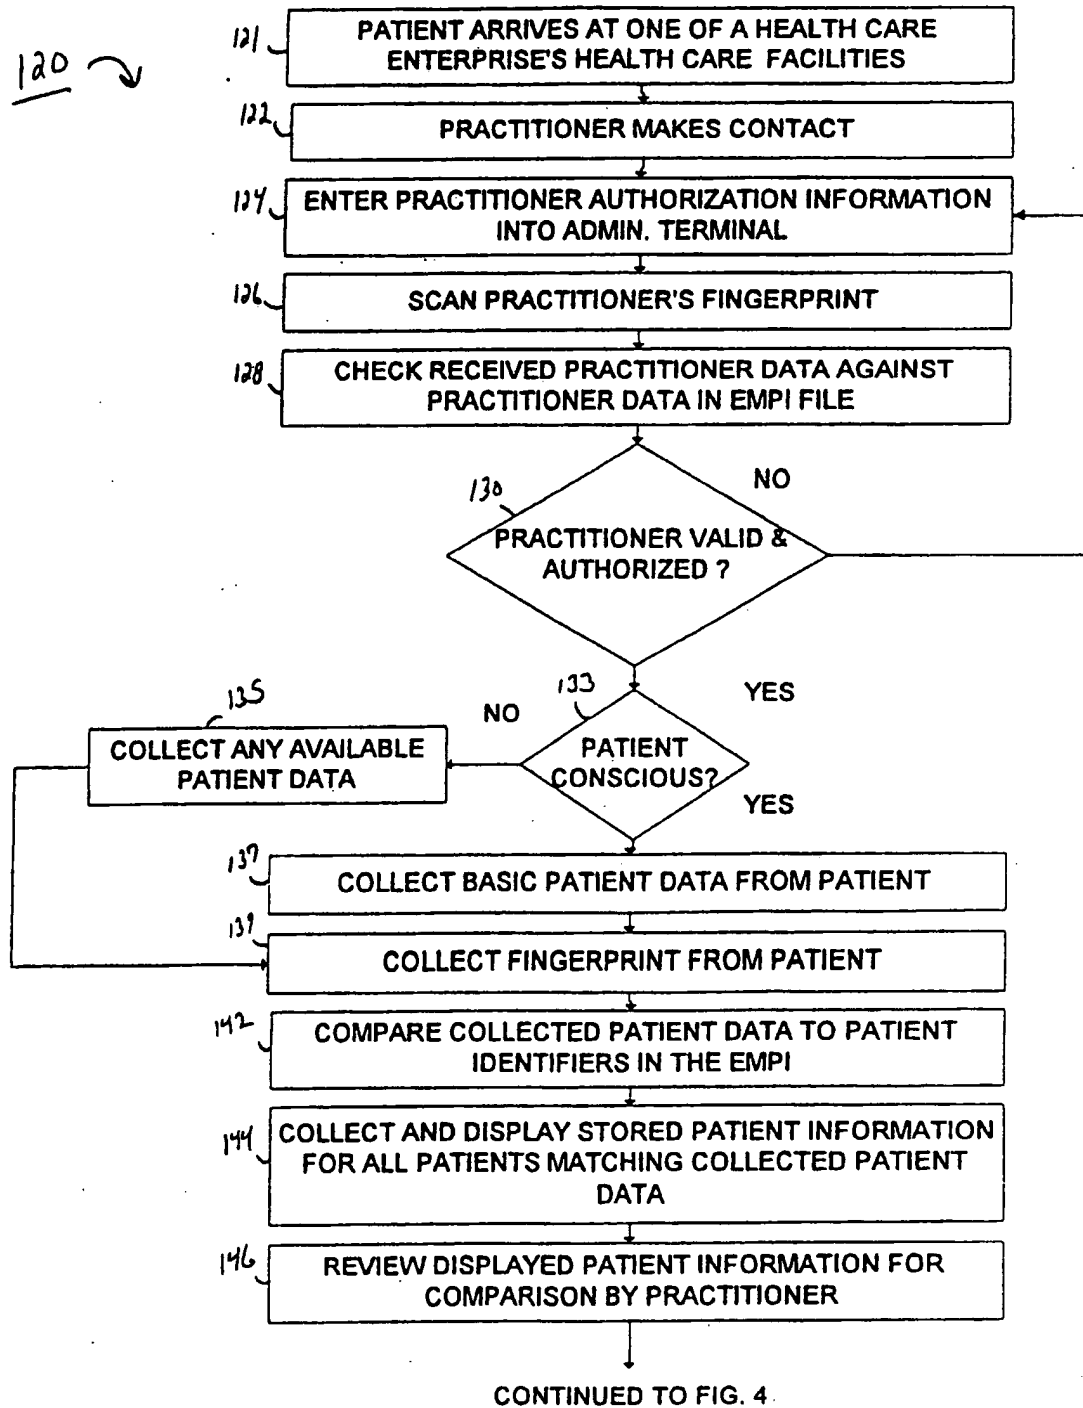 120
121
PATIENT ARRIVES AT ONE OF A HEALTH CARE
ENTERPRISE'S HEALTH CARE FACILITIES
122
PRACTITIONER MAKES CONTACT
124
ENTER PRACTITIONER AUTHORIZATION INFORMATION
INTO ADMIN. TERMINAL
126
SCAN PRACTITIONER'S FINGERPRINT
128
CHECK RECEIVED PRACTITIONER DATA AGAINST
PRACTITIONER DATA IN EMPI FILE
130
NO
PRACTITIONER VALID &
AUTHORIZED ?
YES
133
NO
135
COLLECT ANY AVAILABLE
PATIENT DATA
PATIENT
CONSCIOUS?
YES
137
COLLECT BASIC PATIENT DATA FROM PATIENT
139
COLLECT FINGERPRINT FROM PATIENT
142
COMPARE COLLECTED PATIENT DATA TO PATIENT
IDENTIFIERS IN THE EMPI
144
COLLECT AND DISPLAY STORED PATIENT INFORMATION
FOR ALL PATIENTS MATCHING COLLECTED PATIENT
DATA
146
REVIEW DISPLAYED PATIENT INFORMATION FOR
COMPARISON BY PRACTITIONER
CONTINUED TO FIG. 4